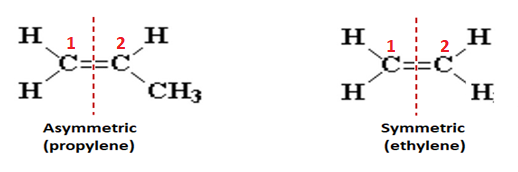 H 1 2 H
C=C
H CH3
Asymmetric
(propylene)
H 1 2 H
C=C
H H
Symmetric
(ethylene)